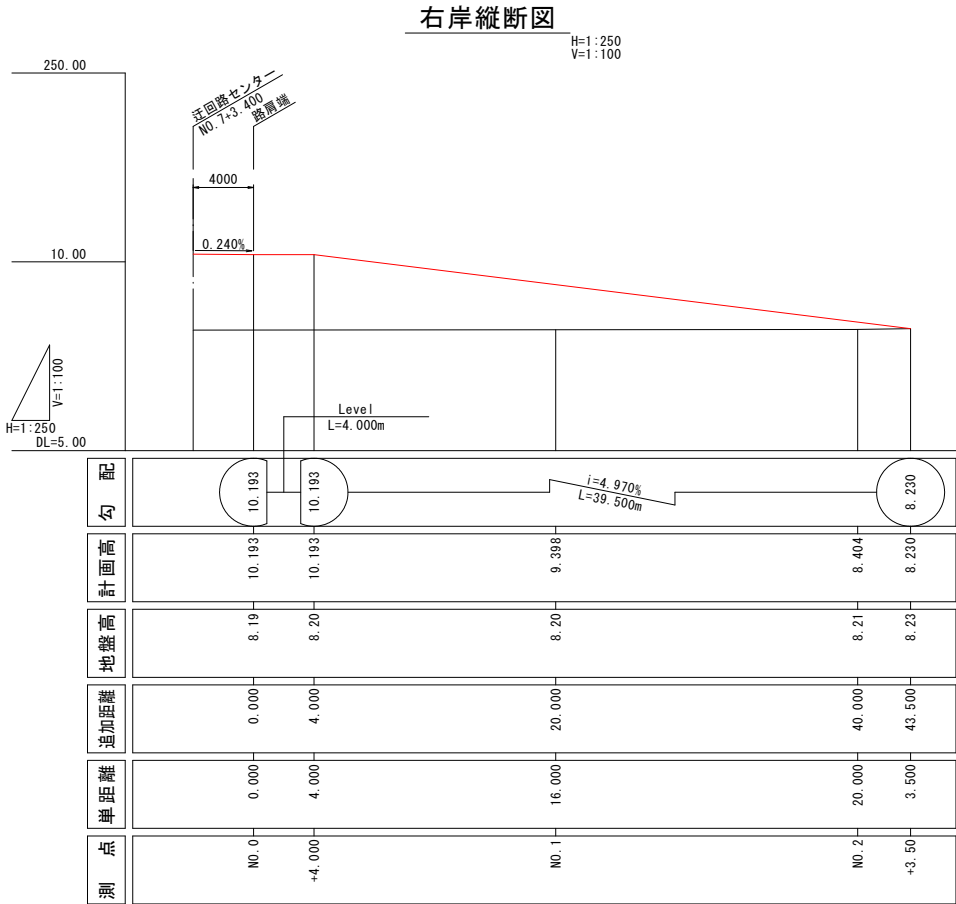 右岸縦断図
H=1:250
V=1:100
250.00
迂回路センター
NO.7+3.400
路肩端
4000
0.240%
10.00
V=1:100
H=1:250
DL=5.00
Level
L=4.000m
勾 配
10.193
10.193
i=4.970%
L=39.500m
8.230
計画高
10.193
10.193
9.398
8.404
8.230
地盤高
8.19
8.20
8.20
8.21
8.23
追加距離
0.000
4.000
20.000
40.000
43.500
単距離
0.000
4.000
16.000
20.000
3.500
測 点
NO.0
+4.000
NO.1
NO.2
+3.50